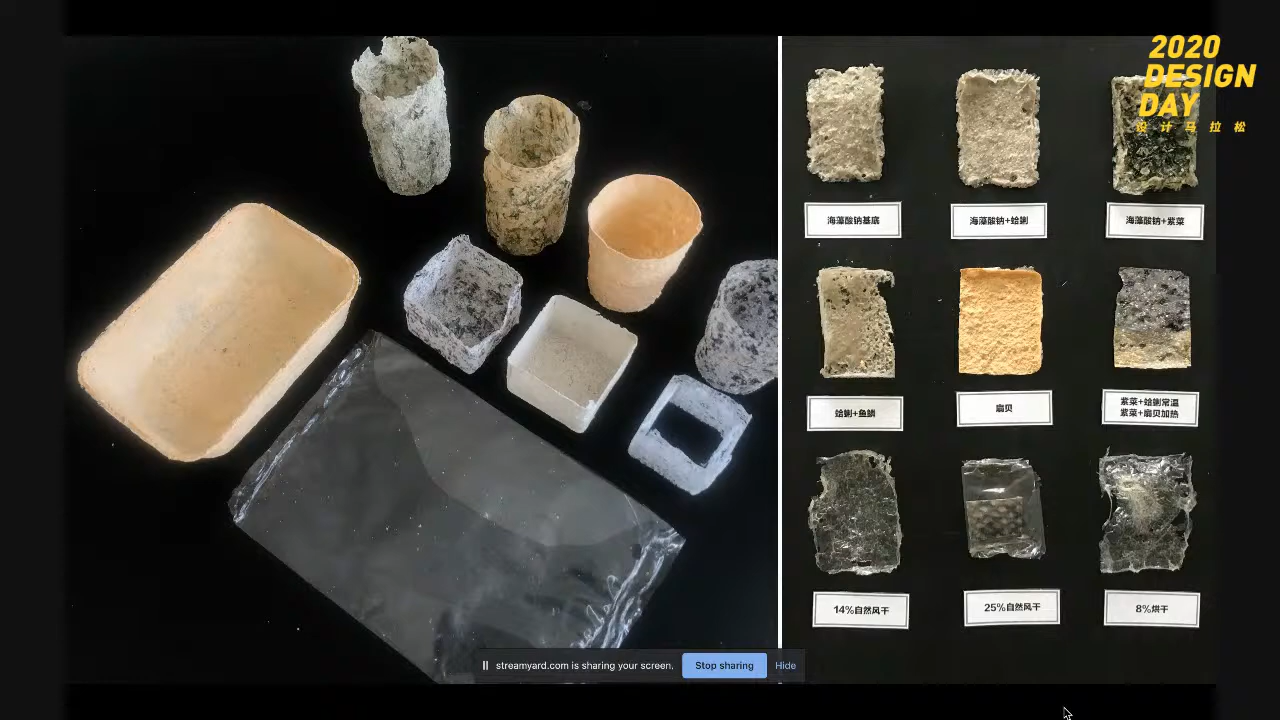 2020
DESIGN
DAY
设计马拉松
海藻酸钠基底
海藻酸钠+蛤蜊
海藻酸钠+紫菜
蛤蜊+鱼鳞
扇贝
紫菜+蛤蜊常温
紫菜+扇贝加热
14%自然风干
25%自然风干
8%烘干
streamyard.com is sharing your screen.
Stop sharing
Hide